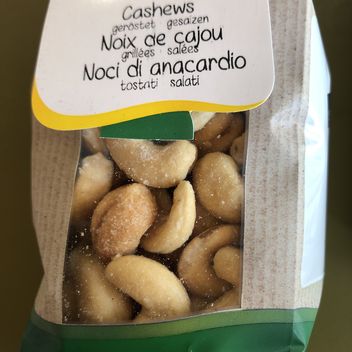 Cashews
geröstet · gesalzen
Noix de cajou
grillées · salées
Noci di anacardio
tostati · salati